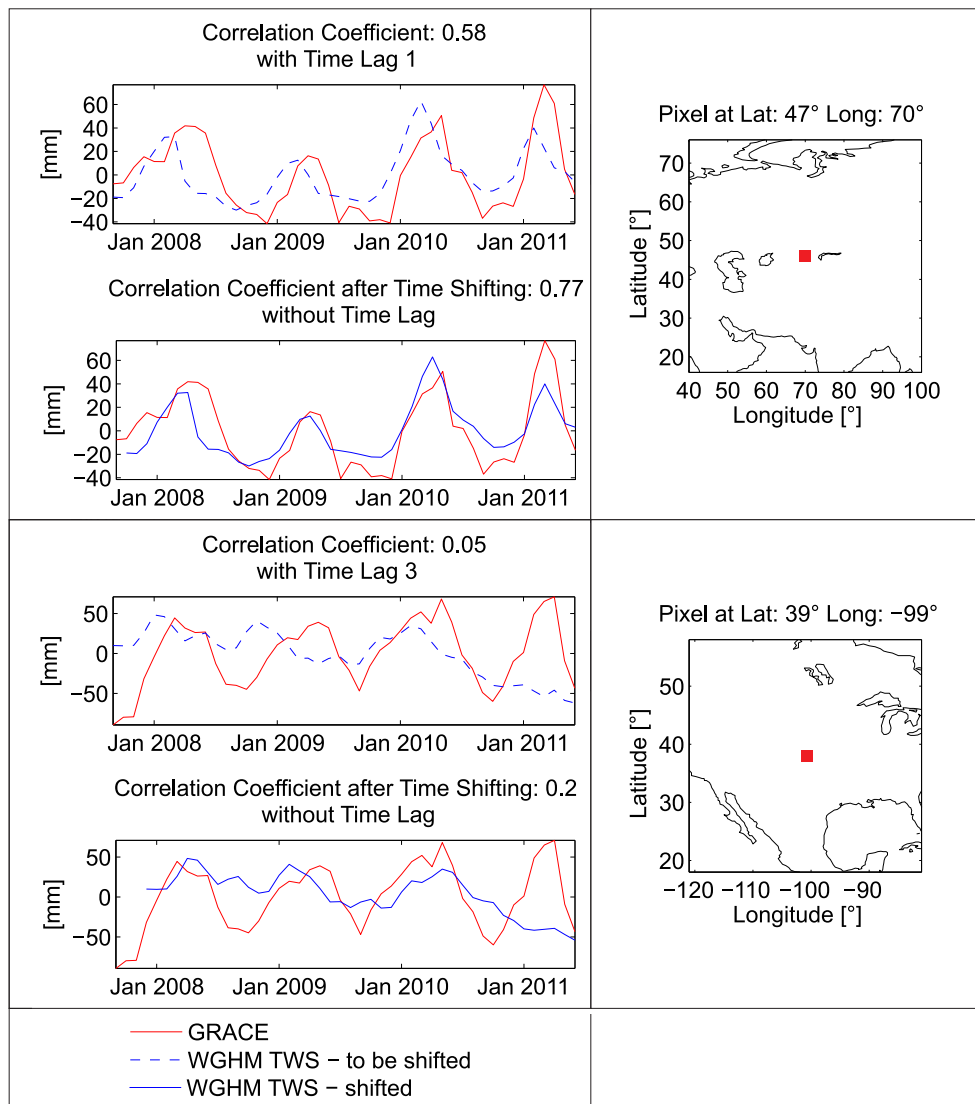 Correlation Coefficient: 0.58
with Time Lag 1
[mm]
60
40
20
0
−20
−40
Jan 2008 Jan 2009 Jan 2010 Jan 2011
Correlation Coefficient after Time Shifting: 0.77
without Time Lag
[mm]
60
40
20
0
−20
−40
Jan 2008 Jan 2009 Jan 2010 Jan 2011
Pixel at Lat: 47° Long: 70°
Latitude [°]
70
60
50
40
30
20
40 50 60 70 80 90 100
Longitude [°]
Correlation Coefficient: 0.05
with Time Lag 3
[mm]
50
0
−50
Jan 2008 Jan 2009 Jan 2010 Jan 2011
Correlation Coefficient after Time Shifting: 0.2
without Time Lag
[mm]
50
0
−50
Jan 2008 Jan 2009 Jan 2010 Jan 2011
Pixel at Lat: 39° Long: −99°
Latitude [°]
50
40
30
20
−120 −110 −100 −90
Longitude [°]
GRACE
WGHM TWS − to be shifted
WGHM TWS − shifted